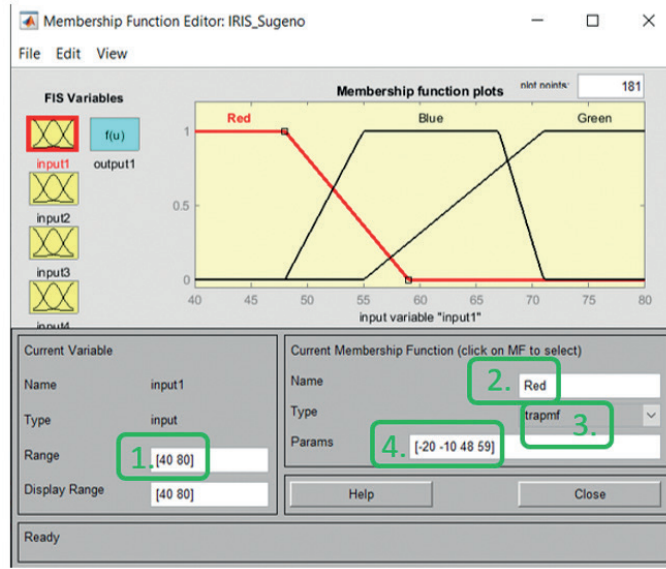 Membership Function Editor: IRIS_Sugeno
File Edit View
FIS Variables
Membership function plots
plot points:
181
f(u)
input1
output1
input2
input3
input4
Red
Blue
Green
1
0.5
0
40 45 50 55 60 65 70 75 80
input variable "input1"
Current Variable
Name input1
Type input
Range 1. [40 80]
Display Range [40 80]
Current Membership Function (click on MF to select)
Name 2. Red
Type trapmf 3.
Params 4. [-20 -10 48 59]
Help
Close
Ready